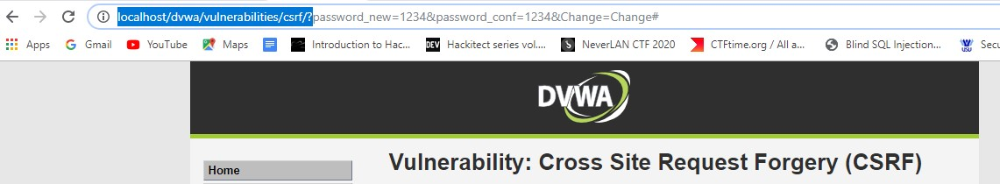 localhost/dvwa/vulnerabilities/csrf/?password_new=1234&password_conf=1234&Change=Change#
Apps Gmail YouTube Maps Introduction to Hac... DEV Hackitect series vol.... NeverLAN CTF 2020 CTFtime.org / All a... Blind SQL Injection... Secu
DVWA
Vulnerability: Cross Site Request Forgery (CSRF)
Home